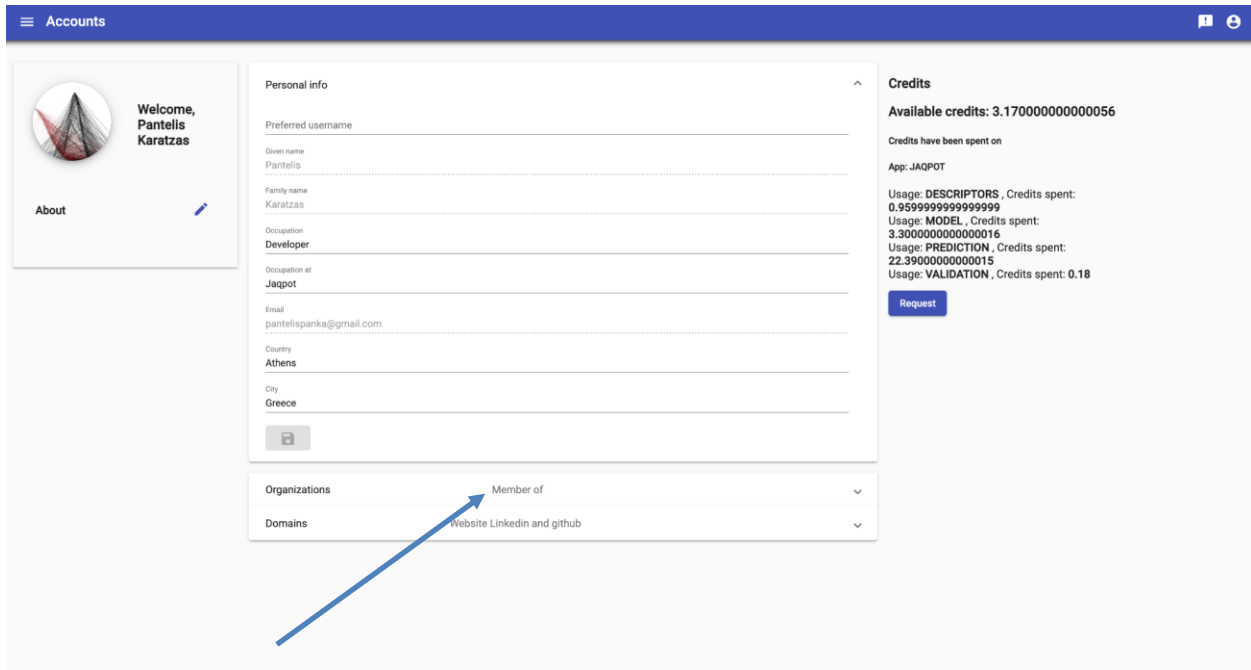 Accounts
Welcome,
Pantelis
Karatzas
About
Personal info
Preferred username
Given name
Pantelis
Family name
Karatzas
Occupation
Developer
Occupation at
Jaqpot
Email
pantelispanka@gmail.com
Country
Athens
City
Greece
Organizations Member of
Domains Website Linkedin and github
Credits
Available credits: 3.170000000000056
Credits have been spent on
App: JAQPOT
Usage: DESCRIPTORS , Credits spent:
0.9599999999999999
Usage: MODEL , Credits spent:
3.3000000000000016
Usage: PREDICTION , Credits spent:
22.39000000000015
Usage: VALIDATION , Credits spent: 0.18
Request